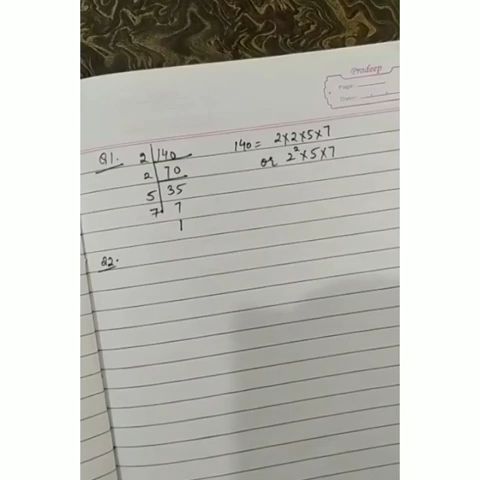 Pradeep
Page:
Date:
Q1. 2 140 140 = 2×2×5×7
2 70 or 2²×5×7
5 35
7 7
1
Q2.